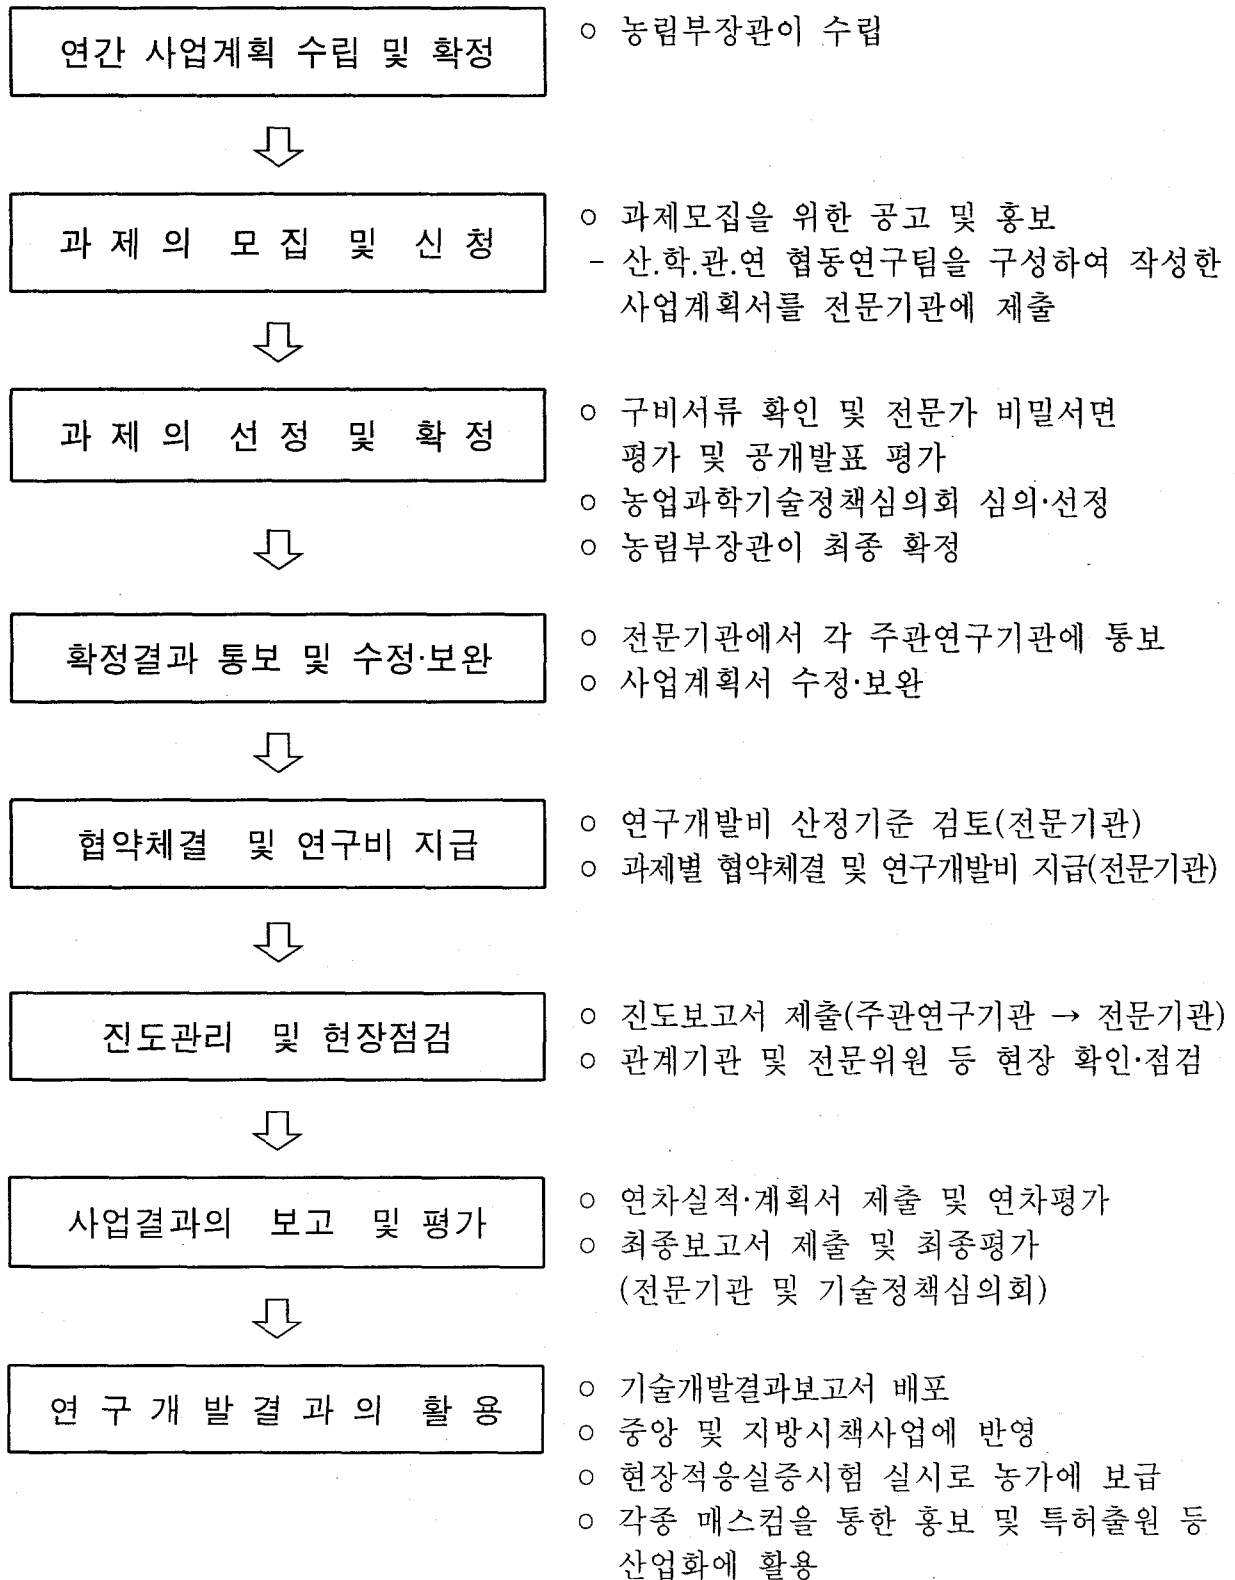 연간 사업계획 수립 및 확정
o 농림부장관이 수립
과 제 의 모 집 및 신 청
o 과제모집을 위한 공고 및 홍보
- 산.학.관.연 협동연구팀을 구성하여 작성한
사업계획서를 전문기관에 제출
과 제 의 선 정 및 확 정
o 구비서류 확인 및 전문가 비밀서면
평가 및 공개발표 평가
o 농업과학기술정책심의회 심의·선정
o 농림부장관이 최종 확정
확정결과 통보 및 수정·보완
o 전문기관에서 각 주관연구기관에 통보
o 사업계획서 수정·보완
협약체결 및 연구비 지급
o 연구개발비 산정기준 검토(전문기관)
o 과제별 협약체결 및 연구개발비 지급(전문기관)
진도관리 및 현장점검
o 진도보고서 제출(주관연구기관 → 전문기관)
o 관계기관 및 전문위원 등 현장 확인·점검
사업결과의 보고 및 평가
o 연차실적·계획서 제출 및 연차평가
o 최종보고서 제출 및 최종평가
(전문기관 및 기술정책심의회)
연 구 개 발 결 과 의 활 용
o 기술개발결과보고서 배포
o 중앙 및 지방시책사업에 반영
o 현장적응실증시험 실시로 농가에 보급
o 각종 매스컴을 통한 홍보 및 특허출원 등
산업화에 활용